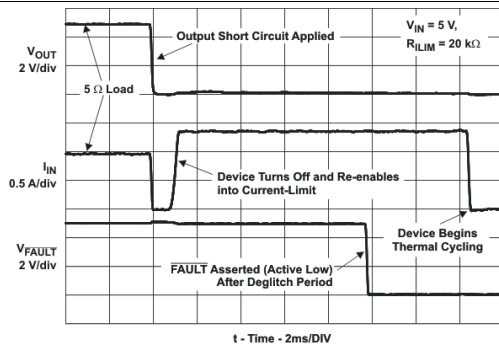 V_OUT
2 V/div
Output Short Circuit Applied
V_IN = 5 V,
R_ILIM = 20 kΩ
5 Ω Load
I_IN
0.5 A/div
Device Turns Off and Re-enables
into Current-Limit
Device Begins
Thermal Cycling
V_FAULT
2 V/div
FAULT Asserted (Active Low)
After Deglitch Period
t - Time - 2ms/DIV